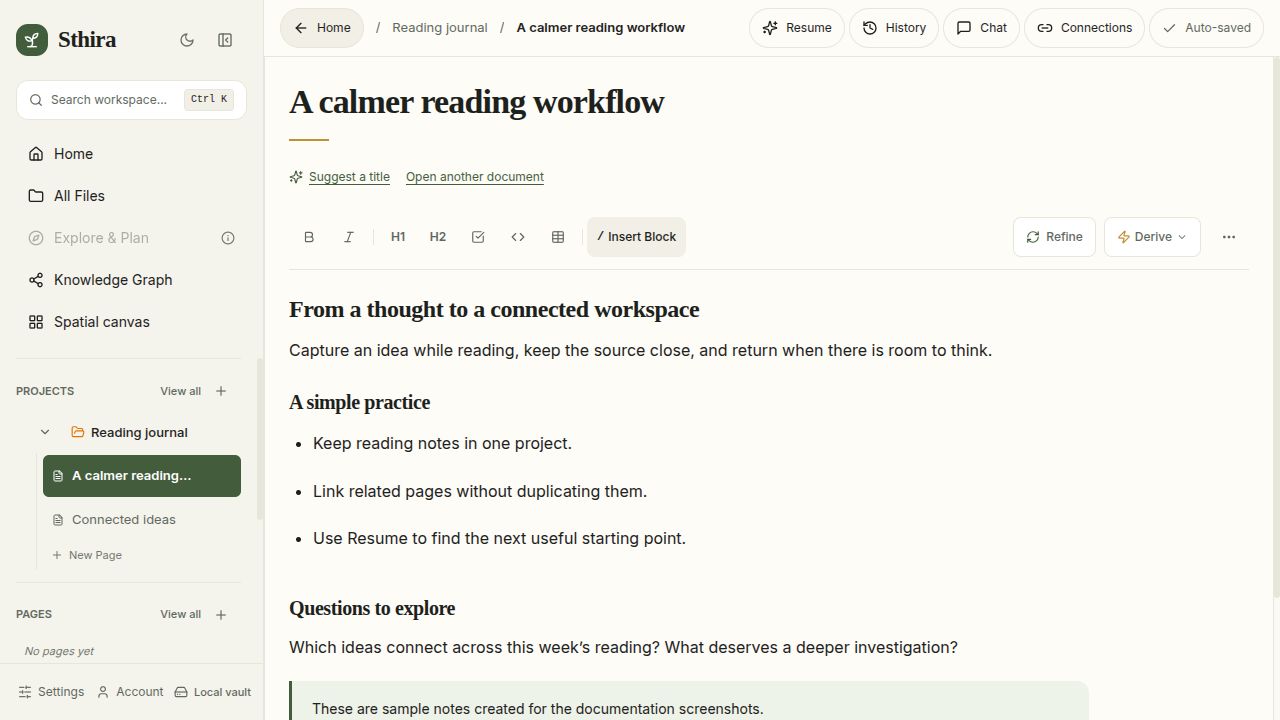 Sthira
Search workspace... Ctrl K
Home
All Files
Explore & Plan
Knowledge Graph
Spatial canvas
PROJECTS View all
Reading journal
A calmer reading...
Connected ideas
New Page
PAGES View all
No pages yet
Settings Account Local vault
Home / Reading journal / A calmer reading workflow
Resume History Chat Connections Auto-saved
A calmer reading workflow
Suggest a title Open another document
B I H1 H2 / Insert Block Refine Derive
From a thought to a connected workspace
Capture an idea while reading, keep the source close, and return when there is room to think.
A simple practice
• Keep reading notes in one project.
• Link related pages without duplicating them.
• Use Resume to find the next useful starting point.
Questions to explore
Which ideas connect across this week’s reading? What deserves a deeper investigation?
These are sample notes created for the documentation screenshots.